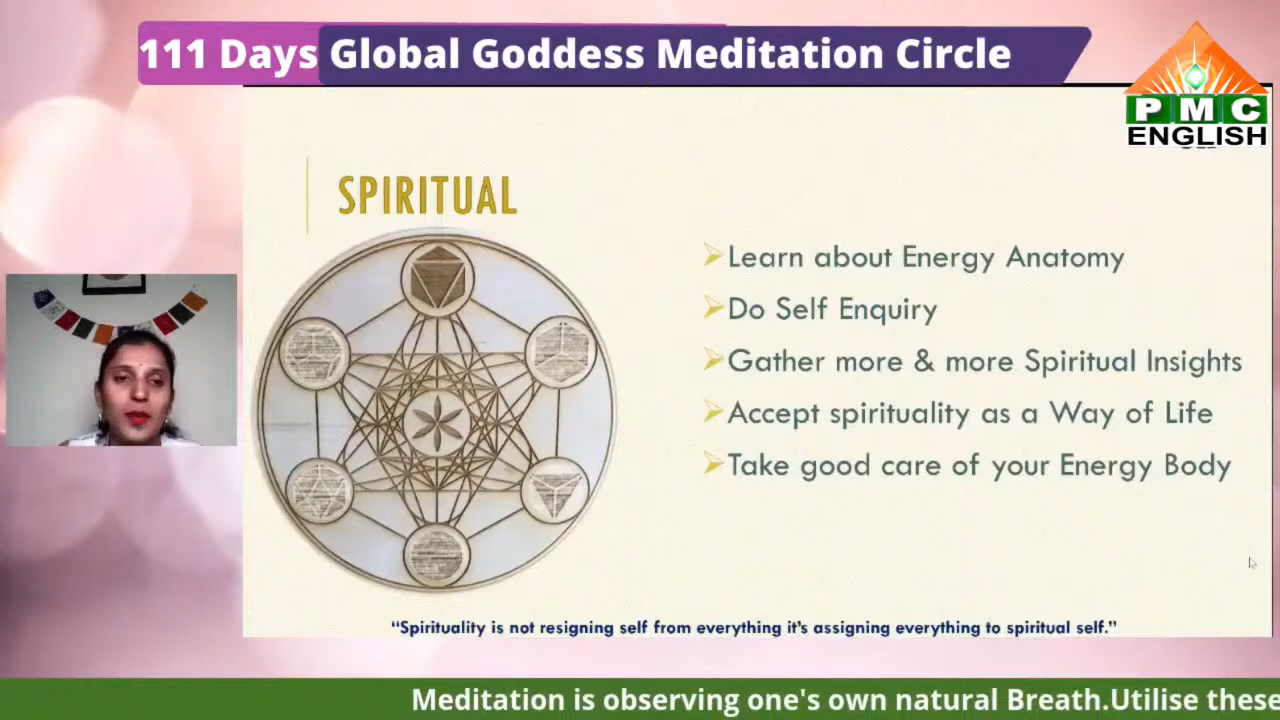 111 Days Global Goddess Meditation Circle
PMC
ENGLISH
SPIRITUAL
Learn about Energy Anatomy
Do Self Enquiry
Gather more & more Spiritual Insights
Accept spirituality as a Way of Life
Take good care of your Energy Body
“Spirituality is not resigning self from everything it's assigning everything to spiritual self.”
Meditation is observing one's own natural Breath.Utilise these